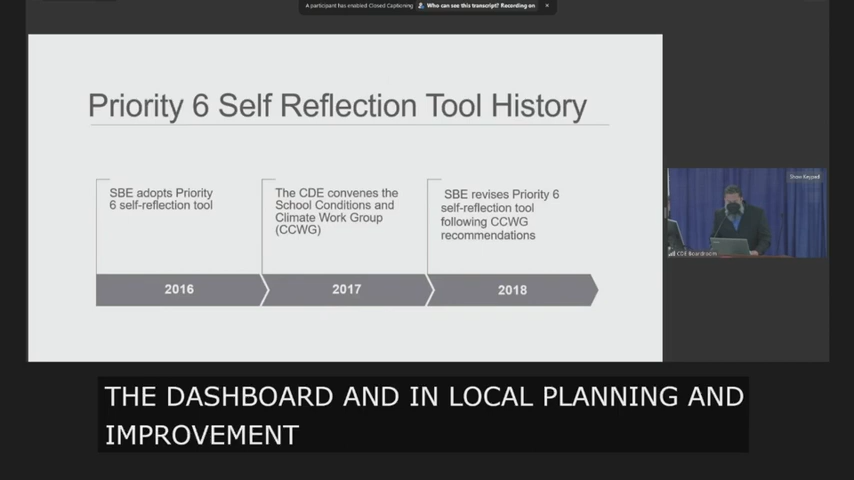 A participant has enabled Closed Captioning
Who can see this transcript? Recording on
Priority 6 Self Reflection Tool History
SBE adopts Priority
6 self-reflection tool
The CDE convenes the
School Conditions and
Climate Work Group
(CCWG)
SBE revises Priority 6
self-reflection tool
following CCWG
recommendations
2016
2017
2018
CDE Boardroom
THE DASHBOARD AND IN LOCAL PLANNING AND
IMPROVEMENT